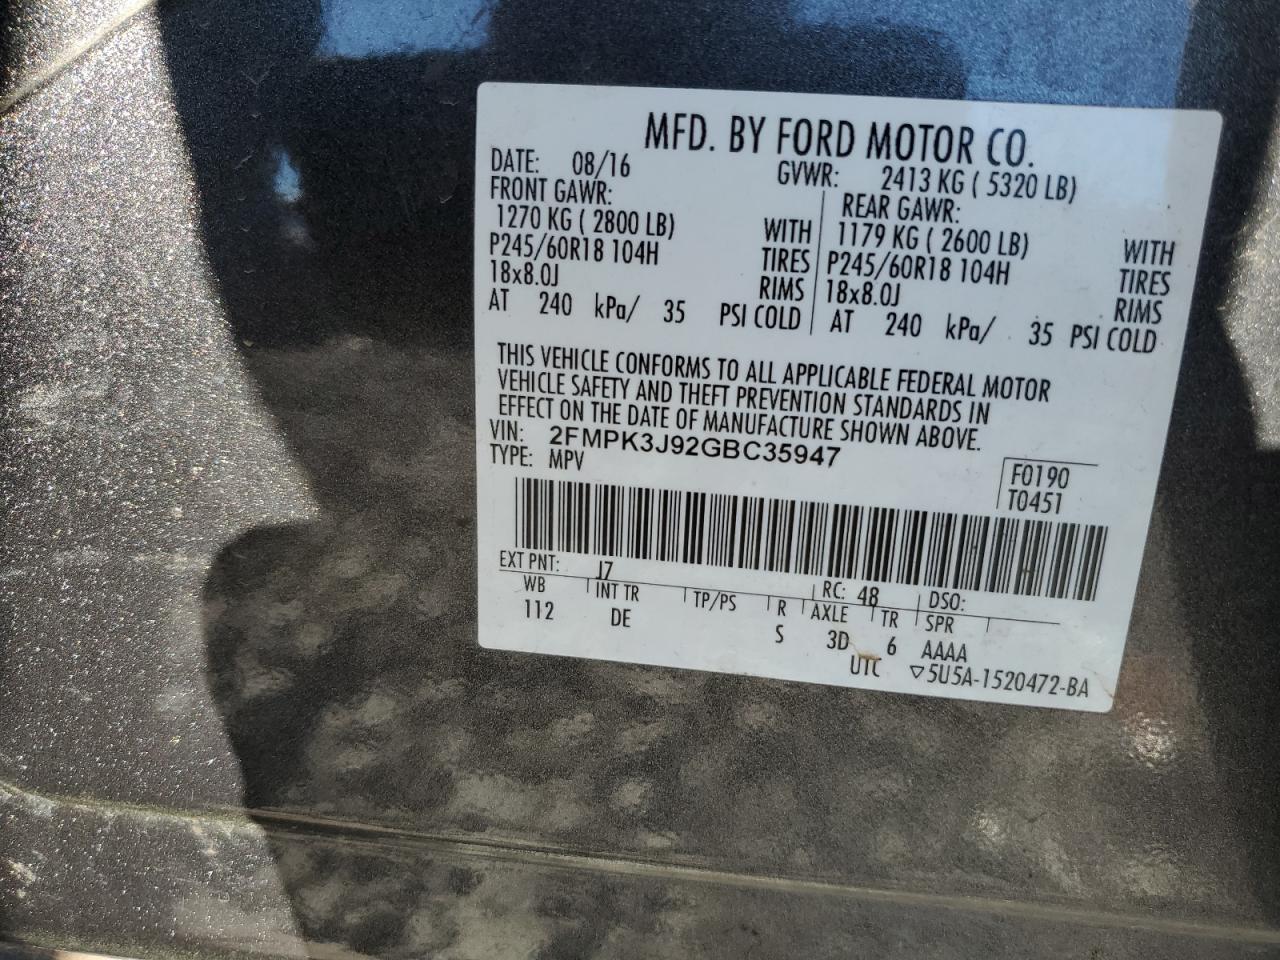 MFD. BY FORD MOTOR CO.
DATE: 08/16 GVWR: 2413 KG ( 5320 LB)
FRONT GAWR: REAR GAWR:
1270 KG ( 2800 LB) WITH 1179 KG ( 2600 LB) WITH
P245/60R18 104H TIRES P245/60R18 104H TIRES
18x8.0J RIMS 18x8.0J RIMS
AT 240 kPa/ 35 PSI COLD AT 240 kPa/ 35 PSI COLD
THIS VEHICLE CONFORMS TO ALL APPLICABLE FEDERAL MOTOR
VEHICLE SAFETY AND THEFT PREVENTION STANDARDS IN
EFFECT ON THE DATE OF MANUFACTURE SHOWN ABOVE.
VIN: 2FMPK3J92GBC35947
TYPE: MPV
F0190
T0451
EXT PNT: J7 RC: 48 DSO:
WB INT TR TP/PS R AXLE TR SPR
112 DE S 3D 6 AAAA
UTC ▽5U5A-1520472-BA